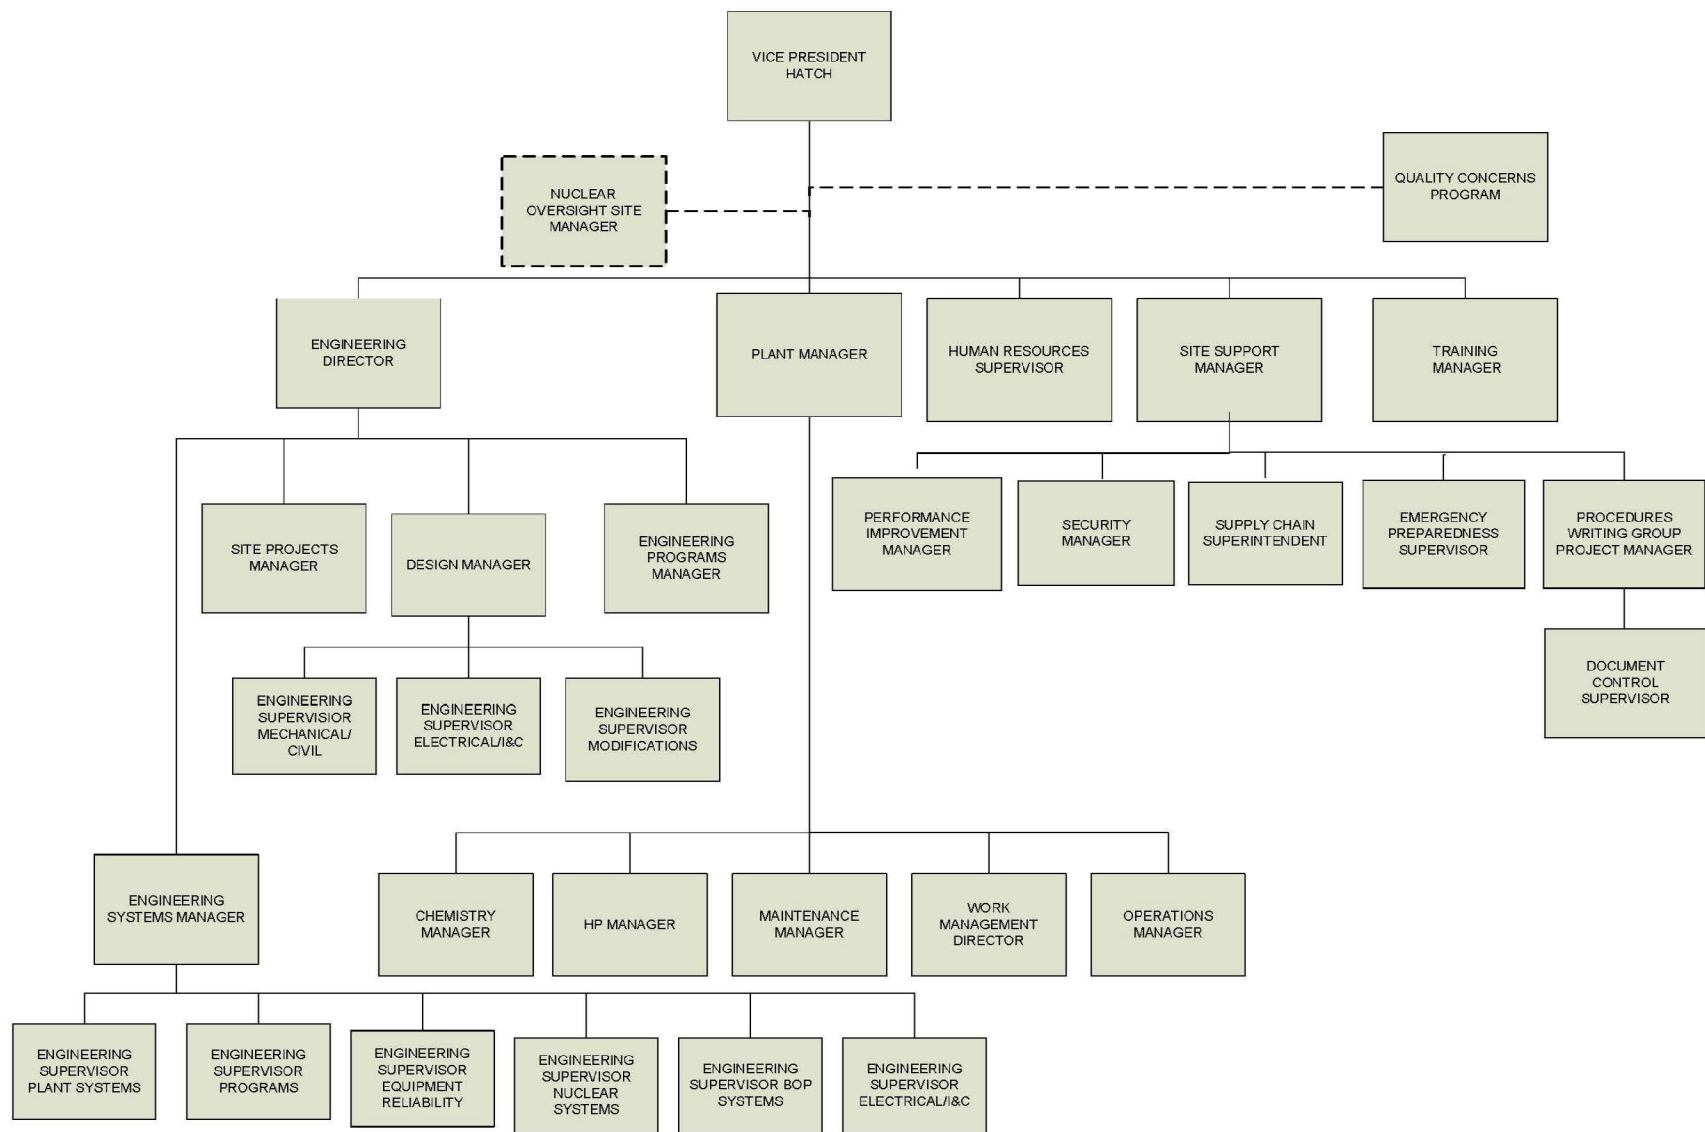 VICE PRESIDENT
HATCH
NUCLEAR
OVERSIGHT SITE
MANAGER
QUALITY CONCERNS
PROGRAM
ENGINEERING
DIRECTOR
PLANT MANAGER
HUMAN RESOURCES
SUPERVISOR
SITE SUPPORT
MANAGER
TRAINING
MANAGER
SITE PROJECTS
MANAGER
DESIGN MANAGER
ENGINEERING
PROGRAMS
MANAGER
PERFORMANCE
IMPROVEMENT
MANAGER
SECURITY
MANAGER
SUPPLY CHAIN
SUPERINTENDENT
EMERGENCY
PREPAREDNESS
SUPERVISOR
PROCEDURES
WRITING GROUP
PROJECT MANAGER
DOCUMENT
CONTROL
SUPERVISOR
ENGINEERING
SUPERVISIOR
MECHANICAL/
CIVIL
ENGINEERING
SUPERVISOR
ELECTRICAL/I&C
ENGINEERING
SUPERVISOR
MODIFICATIONS
ENGINEERING
SYSTEMS MANAGER
CHEMISTRY
MANAGER
HP MANAGER
MAINTENANCE
MANAGER
WORK
MANAGEMENT
DIRECTOR
OPERATIONS
MANAGER
ENGINEERING
SUPERVISOR
PLANT SYSTEMS
ENGINEERING
SUPERVISOR
PROGRAMS
ENGINEERING
SUPERVISOR
EQUIPMENT
RELIABILITY
ENGINEERING
SUPERVISOR
NUCLEAR
SYSTEMS
ENGINEERING
SUPERVISOR BOP
SYSTEMS
ENGINEERING
SUPERVISOR
ELECTRICAL/I&C